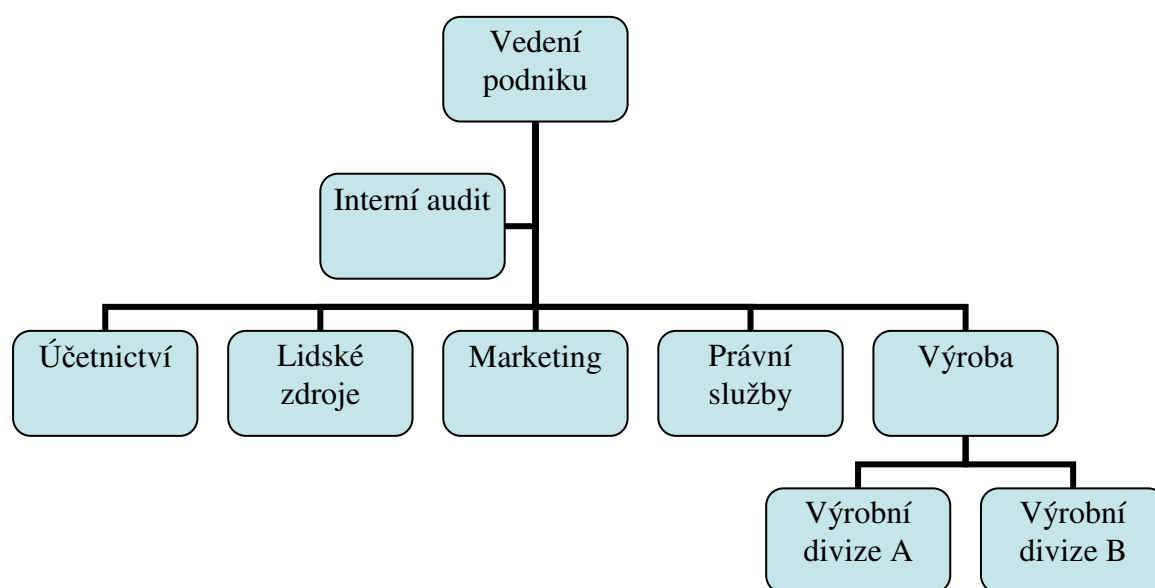 Vedení
podniku
Interní audit
Účetnictví
Lidské
zdroje
Marketing
Právní
služby
Výroba
Výrobní
divize A
Výrobní
divize B